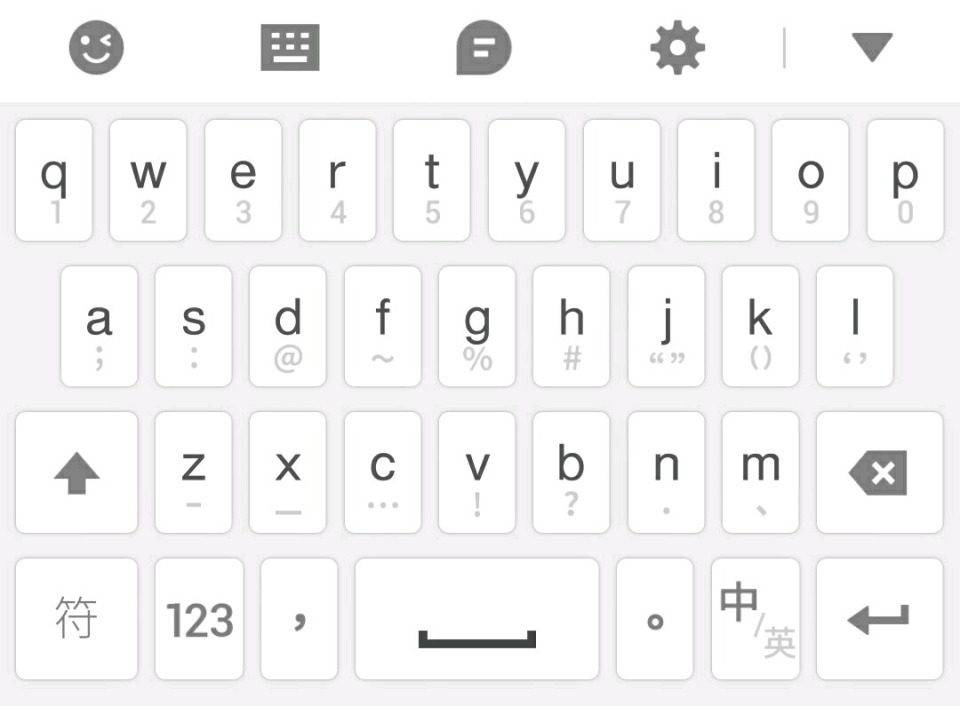 q w e r t y u i o p
1 2 3 4 5 6 7 8 9 0
a s d f g h j k l
; : @ ~ % # “” () ‘’
z x c v b n m
- _ … ! ? . 、
符 123 , 。 中/英